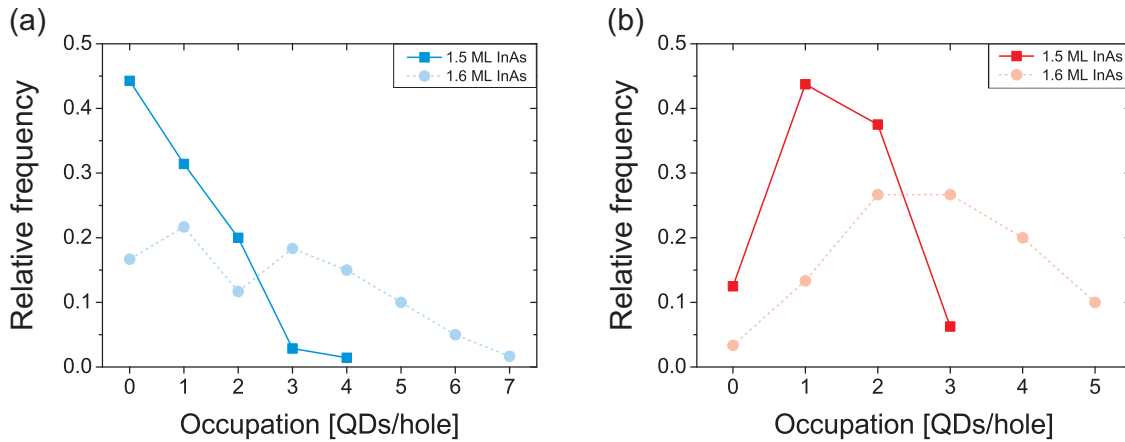 (a)
0.5
0.4
0.3
0.2
0.1
0.0
Relative frequency
1.5 ML InAs
1.6 ML InAs
0 1 2 3 4 5 6 7
Occupation [QDs/hole]
(b)
0.5
0.4
0.3
0.2
0.1
0.0
Relative frequency
1.5 ML InAs
1.6 ML InAs
0 1 2 3 4 5
Occupation [QDs/hole]